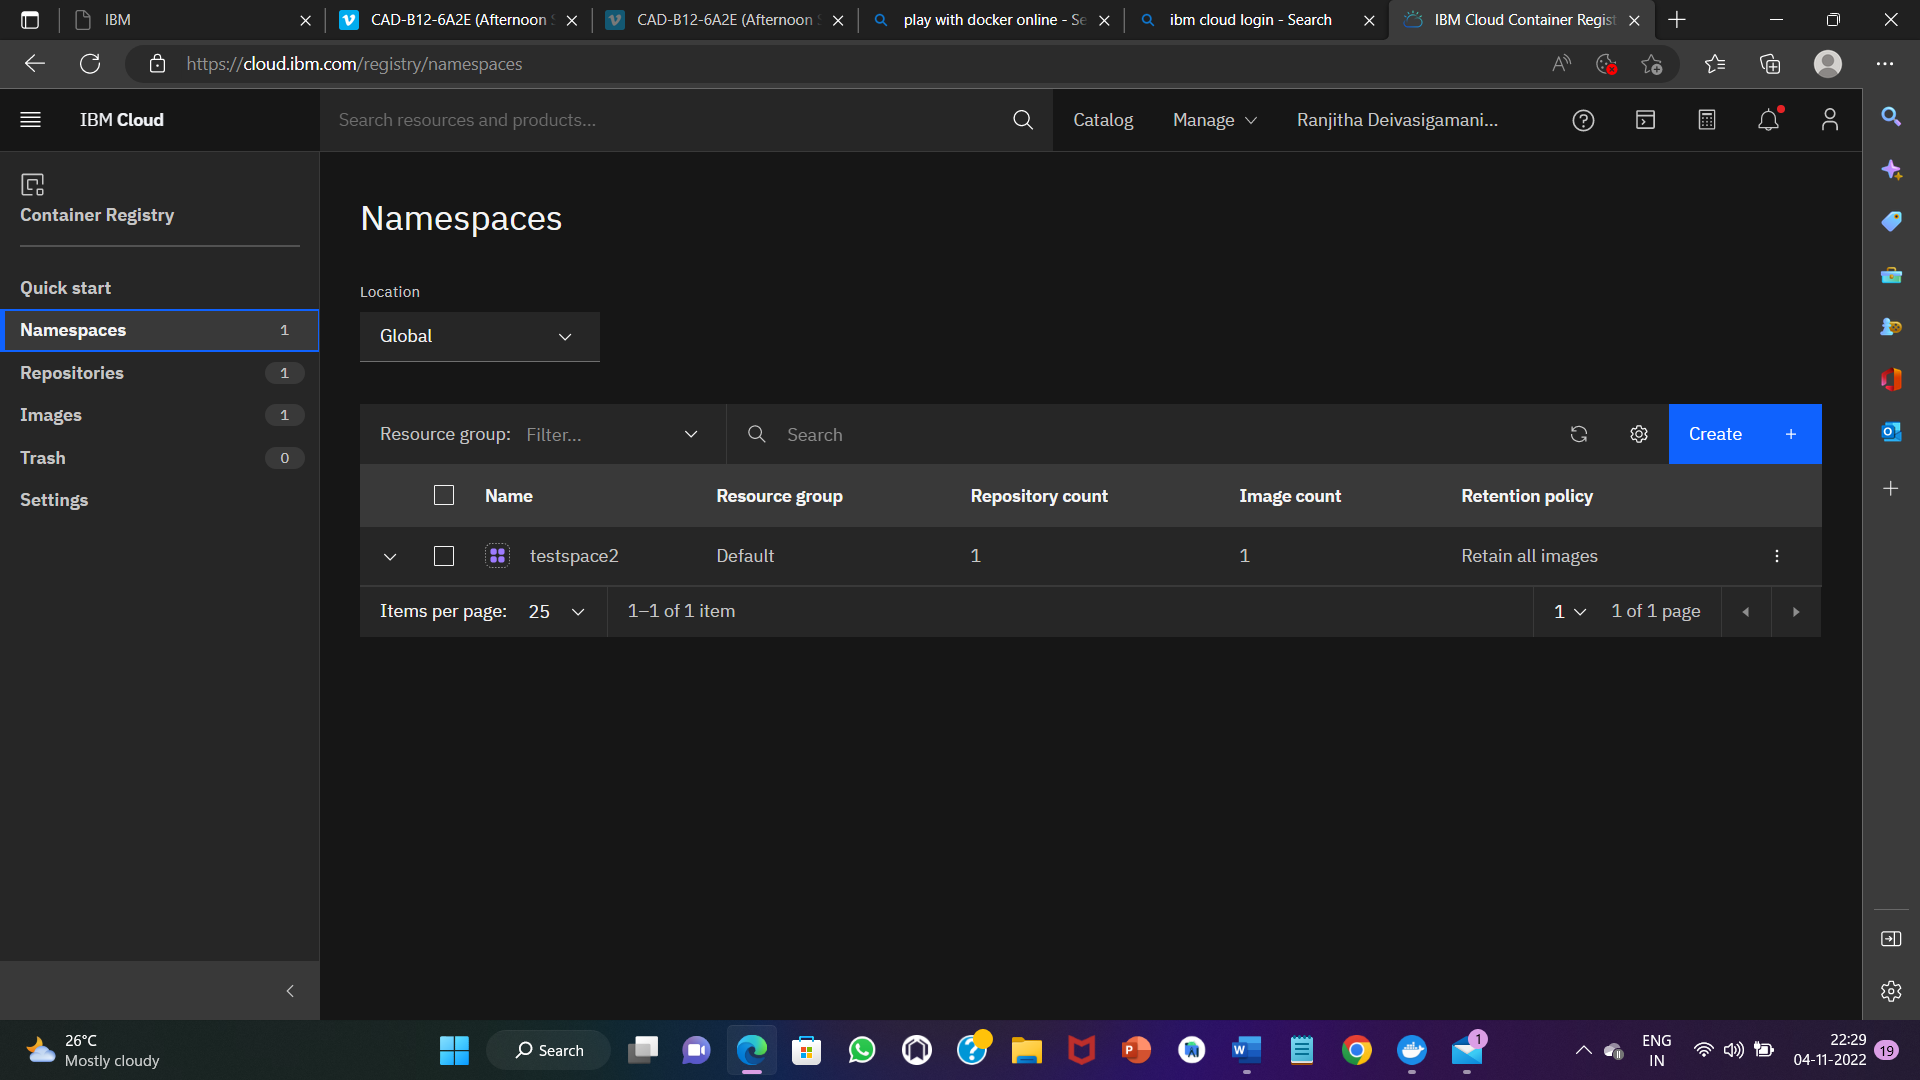 IBM
CAD-B12-6A2E (Afternoon
CAD-B12-6A2E (Afternoon
play with docker online - Se
ibm cloud login - Search
IBM Cloud Container Regist
https://cloud.ibm.com/registry/namespaces
IBM Cloud
Search resources and products...
Catalog
Manage
Ranjitha Deivasigamani...
Container Registry
Quick start
Namespaces 1
Repositories 1
Images 1
Trash 0
Settings
Namespaces
Location
Global
Resource group: Filter...
Search
Create +
Name Resource group Repository count Image count Retention policy
testspace2 Default 1 1 Retain all images
Items per page: 25 1–1 of 1 item 1 1 of 1 page
26°C
Mostly cloudy
Search
1
ENG
IN
22:29
04-11-2022
19